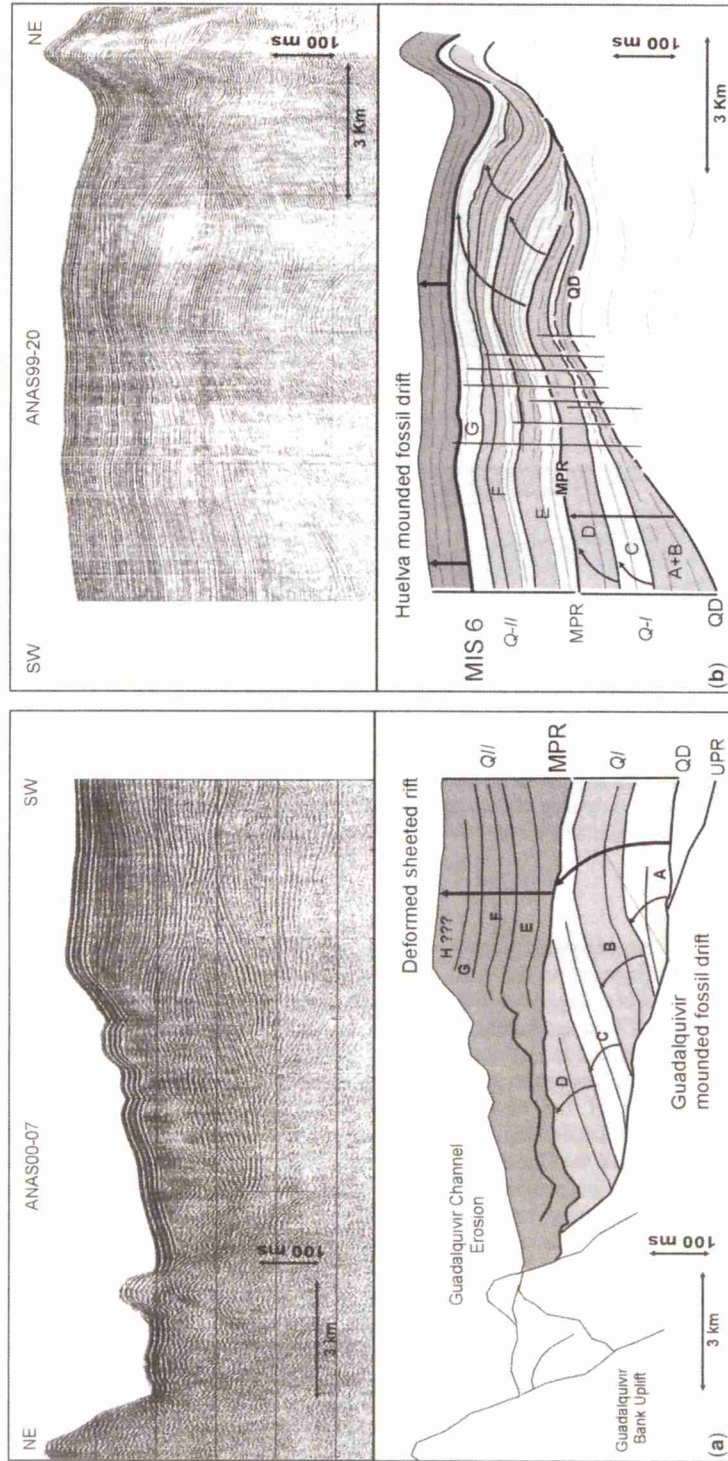 NE
ANAS00-07
SW
100 ms
3 km
Deformed sheeted rift
QII
H ???
G
F
E
MPR
QI
D
C
B
A
QD
UPR
Guadalquivir Channel
Erosion
Guadalquivir
mounded fossil drift
Guadalquivir
Bank Uplift
100 ms
3 km
(a)
SW
ANAS99-20
NE
100 ms
3 Km
Huelva mounded fossil drift
MIS 6
G
F
Q-II
E
MPR
MPR
D
C
Q-I
A+B
QD
QD
100 ms
3 Km
(b)